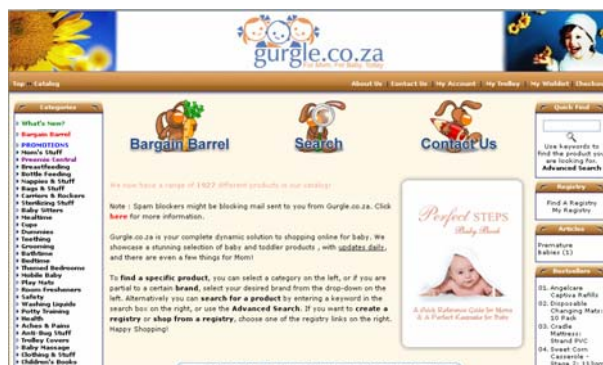 gurgle.co.za
For Mom, For Baby, Today
Top » Catalog
About Us | Contact Us | My Account | My Trolley | My Wishlist | Checkout
Categories
What's New?
Bargain Barrel
PROMOTIONS
Mom's Stuff
Preemie Central
Breastfeeding
Bottle Feeding
Nappies & Stuff
Bags & Stuff
Carriers & Rockers
Sterilizing Stuff
Baby Sitters
Mealtime
Cups
Dummies
Teething
Grooming
Bathtime
Bedtime
Themed Bedrooms
Mobile Baby
Play Mats
Room Fresheners
Safety
Washing Liquids
Potty Training
Health
Aches & Pains
Anti-Bug Stuff
Trolley Covers
Baby Massage
Clothing & Stuff
Children's Books
Bargain Barrel
Search
Contact Us
We now have a range of 1927 different products in our catalog!
Note : Spam blockers might be blocking mail sent to you from Gurgle.co.za. Click
here for more information.
Gurgle.co.za is your complete dynamic solution to shopping online for baby. We
showcase a stunning selection of baby and toddler products , with updates daily,
and there are even a few things for Mom!
To find a specific product, you can select a category on the left, or if you are
partial to a certain brand, select your desired brand from the drop-down on the
left. Alternatively you can search for a product by entering a keyword in the
search box on the right, or use the Advanced Search. If you want to create a
registry or shop from a registry, choose one of the registry links on the right.
Happy Shopping!
Perfect STEPS
Baby Book
A Quick Reference Guide for Moms
& A Perfect Keepsake for Baby
Quick Find
Use keywords to
find the product you
are looking for.
Advanced Search
Registry
Find A Registry
My Registry
Articles
Premature
Babies (1)
Bestsellers
01. Angelcare
Captiva Refills
02. Disposable
Changing Mats:
10 Pack
03. Cradle
Mattress:
Strand PVC
04. Sweet Corn
Casserole -